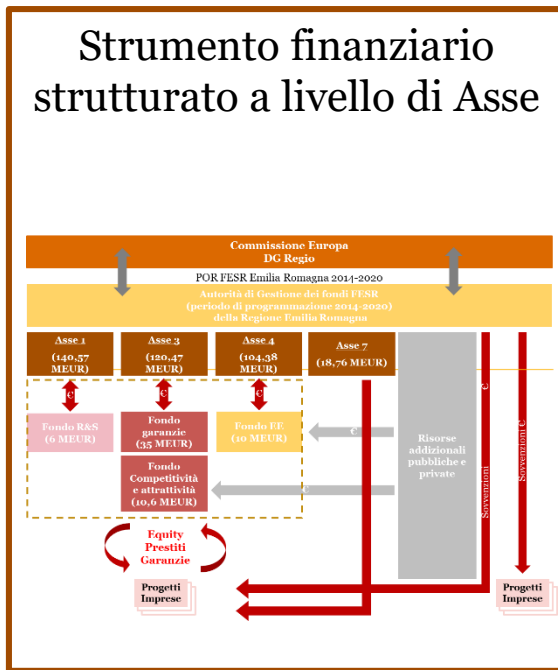 Strumento finanziario
strutturato a livello di Asse
Commissione Europa
DG Regio
POR FESR Emilia Romagna 2014-2020
Autorità di Gestione dei fondi FESR
(periodo di programmazione 2014-2020)
della Regione Emilia Romagna
Asse 1
(140,57
MEUR)
Asse 3
(120,47
MEUR)
Asse 4
(104,38
MEUR)
Asse 7
(18,76 MEUR)
€
€
€
Fondo R&S
(6 MEUR)
Fondo
garanzie
(35 MEUR)
Fondo EE
(10 MEUR)
€
Fondo
Competitività
e attrattività
(10,6 MEUR)
€
Risorse
addizionali
pubbliche e
private
Sovvenzioni
€
Sovvenzioni €
Equity
Prestiti
Garanzie
Progetti
Imprese
Progetti
Imprese